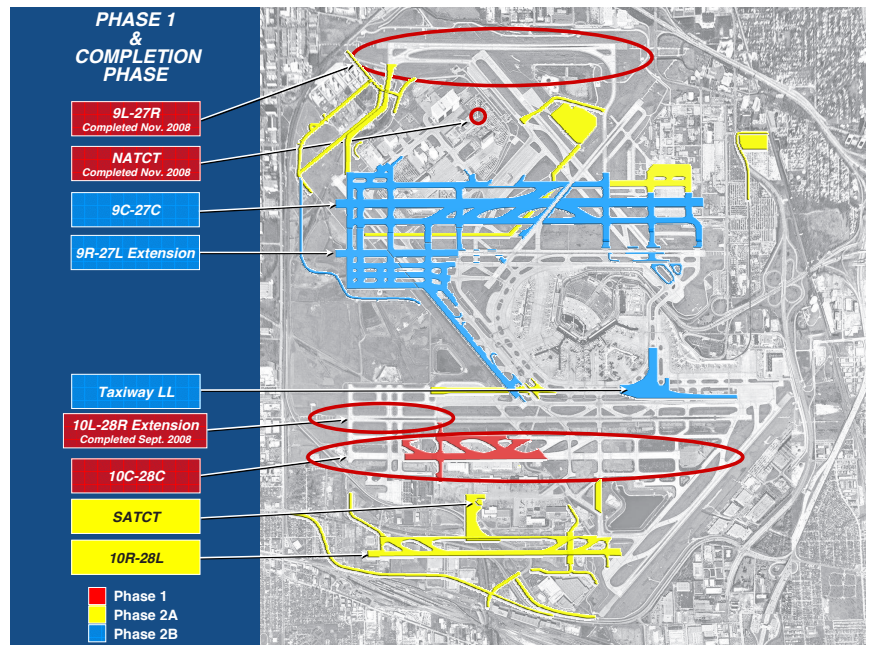 PHASE 1
&
COMPLETION
PHASE
9L-27R
Completed Nov. 2008
NATCT
Completed Nov. 2008
9C-27C
9R-27L Extension
Taxiway LL
10L-28R Extension
Completed Sept. 2008
10C-28C
SATCT
10R-28L
Phase 1
Phase 2A
Phase 2B